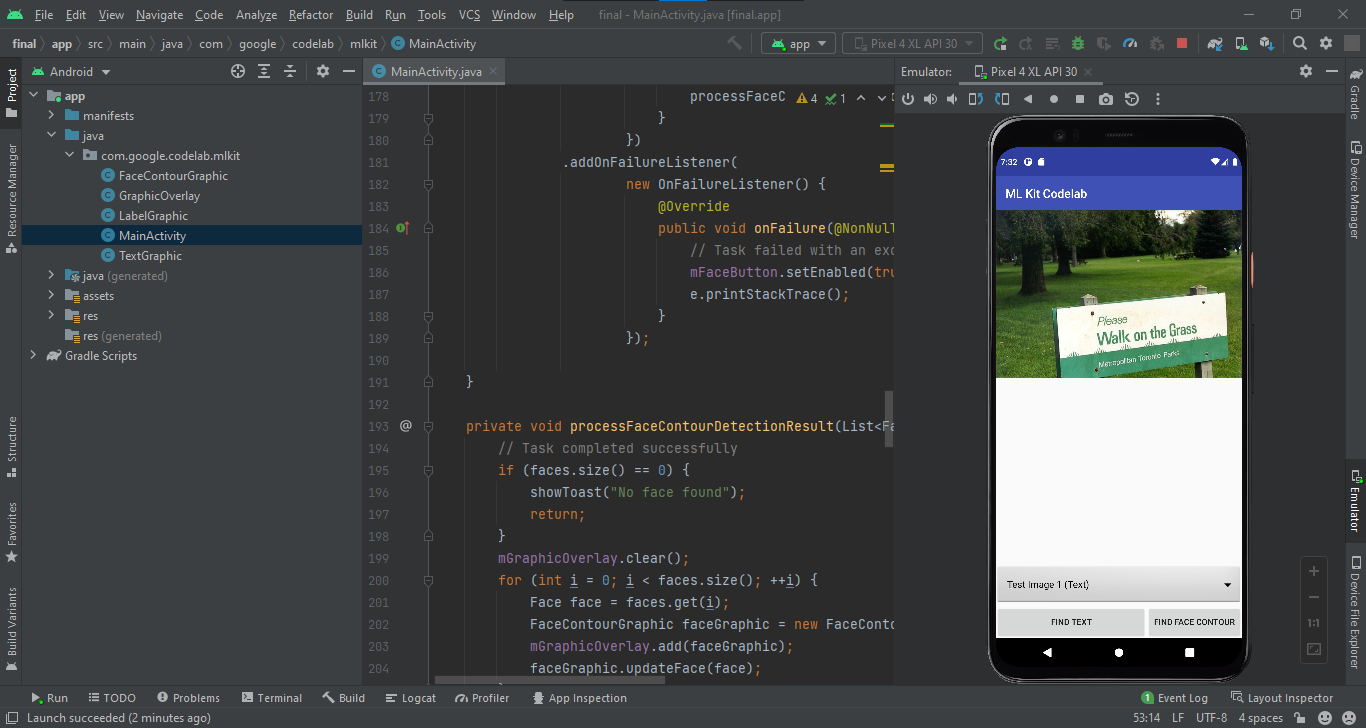 File Edit View Navigate Code Analyze Refactor Build Run Tools VCS Window Help final - MainActivity.java [final.app]
final app src main java com google codelab mlkit MainActivity app Pixel 4 XL API 30
Project
Resource Manager
Structure
Favorites
Build Variants
Android
app
manifests
java
com.google.codelab.mlkit
FaceContourGraphic
GraphicOverlay
LabelGraphic
MainActivity
TextGraphic
java (generated)
assets
res
res (generated)
Gradle Scripts
MainActivity.java
4 1
178 processFaceC
179 }
180 })
181 .addOnFailureListener(
182 new OnFailureListener() {
183 @Override
184 public void onFailure(@NonNull
185 // Task failed with an exc
186 mFaceButton.setEnabled(tru
187 e.printStackTrace();
188 }
189 });
190
191 }
192
193 @ private void processFaceContourDetectionResult(List<Fa
194 // Task completed successfully
195 if (faces.size() == 0) {
196 showToast("No face found");
197 return;
198 }
199 mGraphicOverlay.clear();
200 for (int i = 0; i < faces.size(); ++i) {
201 Face face = faces.get(i);
202 FaceContourGraphic faceGraphic = new FaceConto
203 mGraphicOverlay.add(faceGraphic);
204 faceGraphic.updateFace(face);
Emulator: Pixel 4 XL API 30
7:32
ML Kit Codelab
Please
Walk on the Grass
Metropolitan Toronto Parks
Test Image 1 (Text)
FIND TEXT FIND FACE CONTOUR
1:1
Gradle
Device Manager
Emulator
Device File Explorer
Run TODO Problems Terminal Build Logcat Profiler App Inspection 1 Event Log Layout Inspector
Launch succeeded (2 minutes ago) 53:14 LF UTF-8 4 spaces